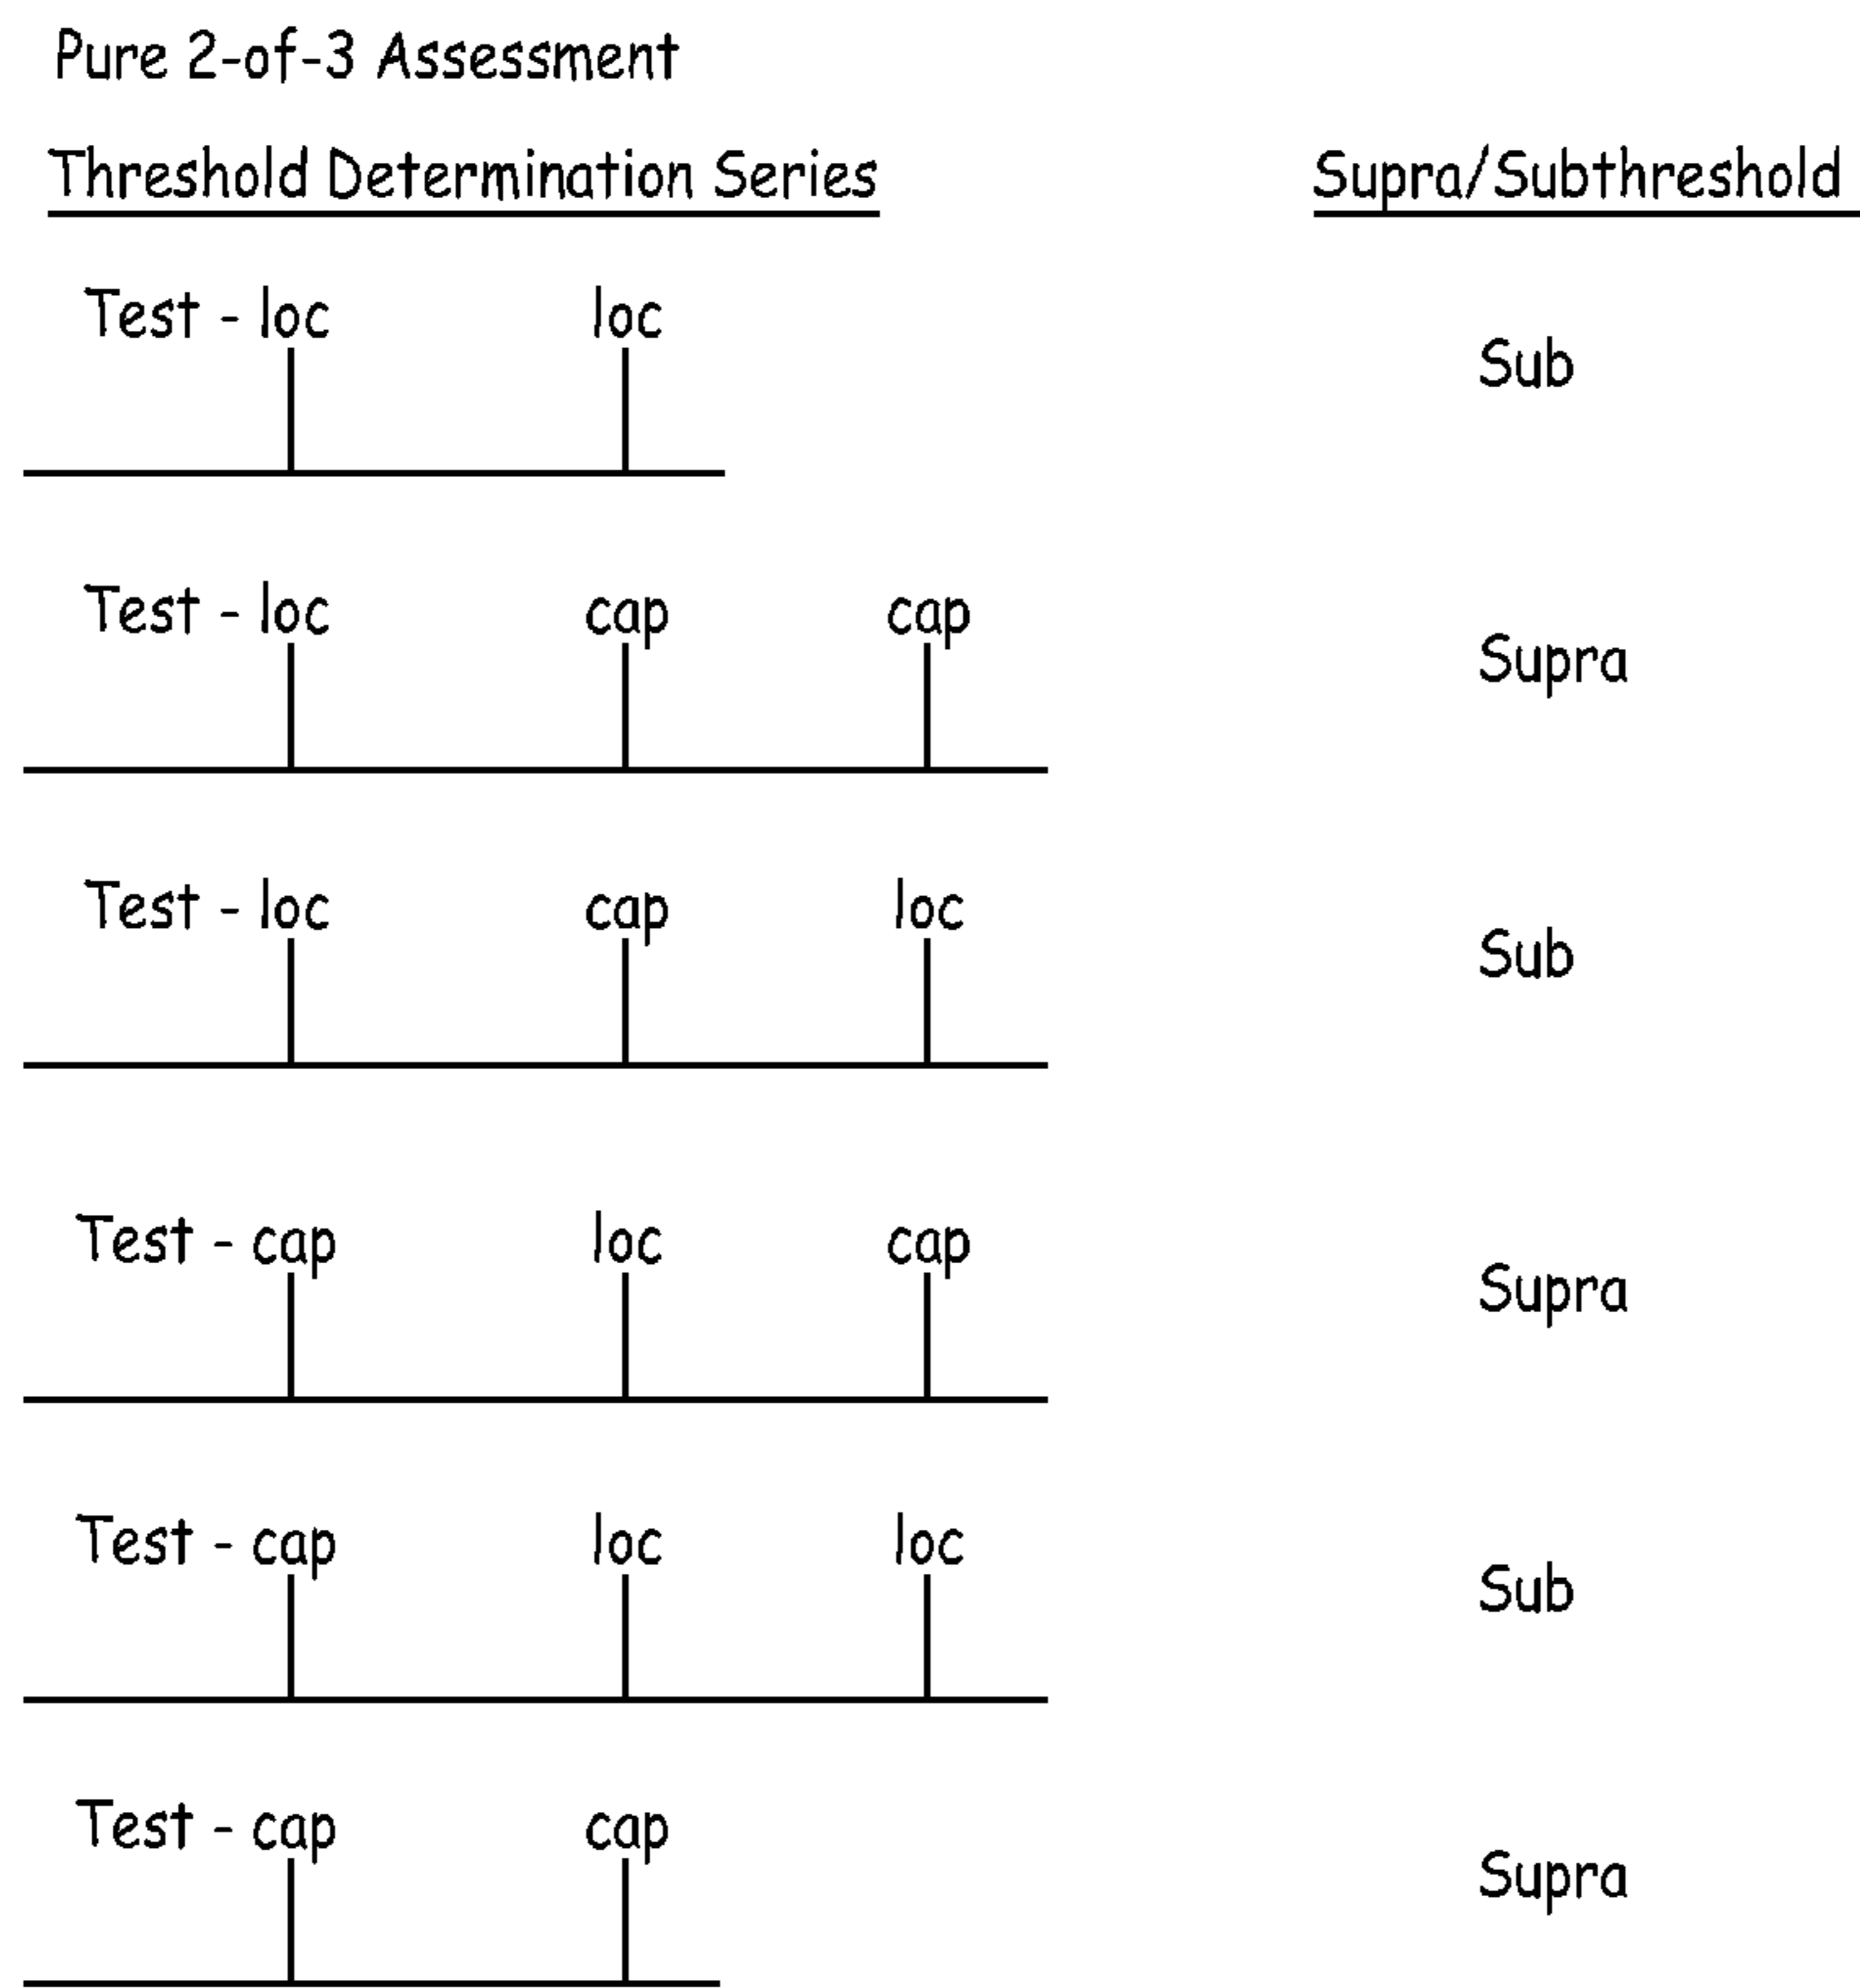 Pure 2-of-3 Assessment
Threshold Determination Series Supra/Subthreshold
Test - loc loc
Sub
Test - loc cap cap
Supra
Test - loc cap loc
Sub
Test - cap loc cap
Supra
Test - cap loc loc
Sub
Test - cap cap
Supra